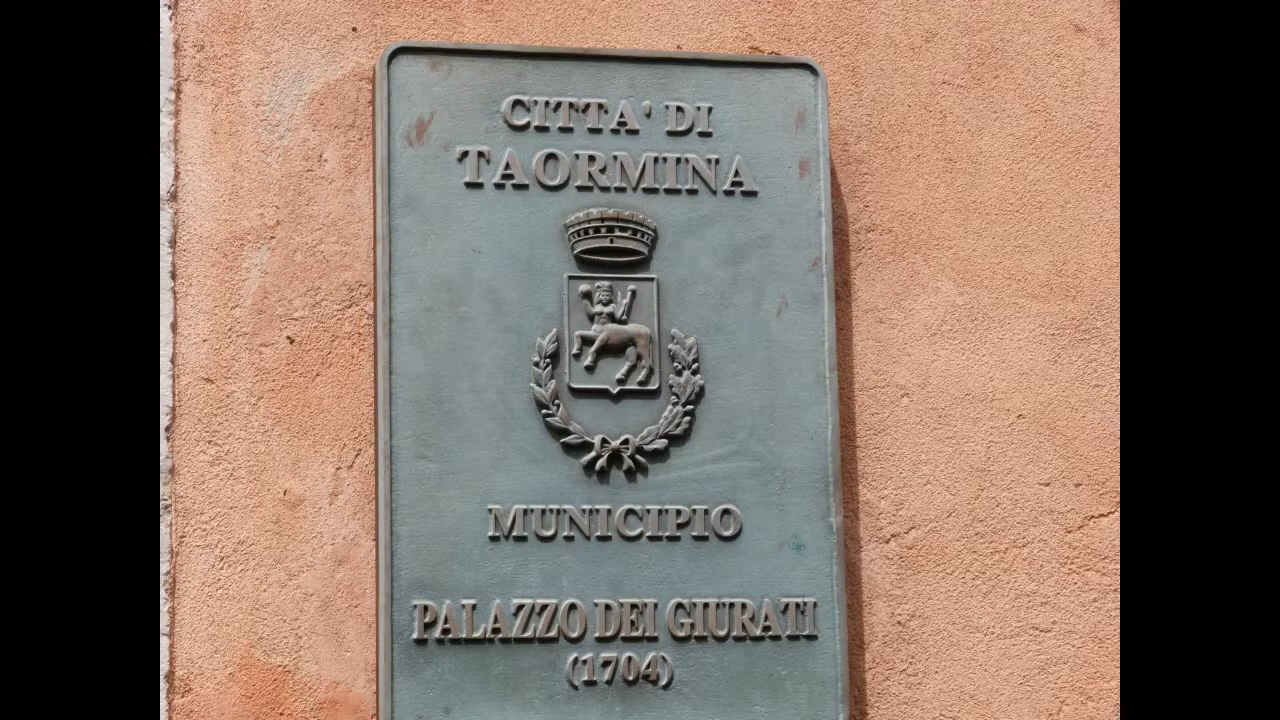 CITTA' DI
TAORMINA
MUNICIPIO
PALAZZO DEI GIURATI
(1704)